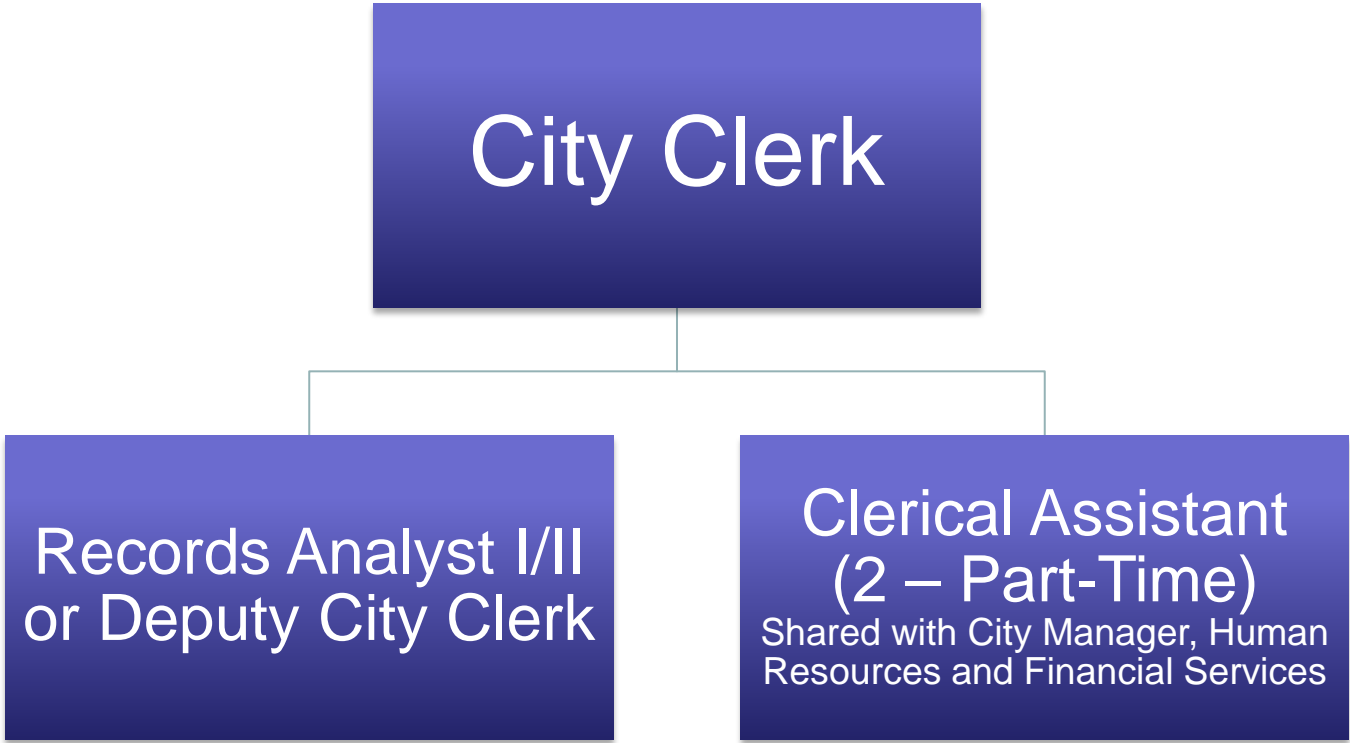 City Clerk
Records Analyst I/II
or Deputy City Clerk
Clerical Assistant
(2 – Part-Time)
Shared with City Manager, Human
Resources and Financial Services